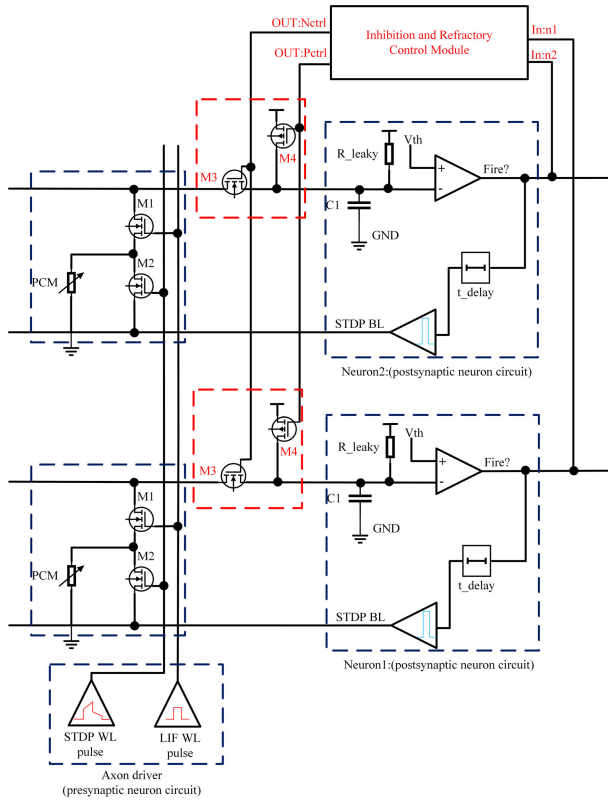 OUT:Nctrl
Inhibition and Refractory
Control Module
In:n1
In:n2
OUT:Pctrl
M4
M3
R_leaky
Vth
+
-
Fire?
C1
GND
M1
M2
PCM
t_delay
STDP BL
Neuron2:(postsynaptic neuron circuit)
M4
M3
R_leaky
Vth
+
-
Fire?
C1
GND
M1
M2
PCM
t_delay
STDP BL
Neuron1:(postsynaptic neuron circuit)
STDP WL
pulse
LIF WL
pulse
Axon driver
(presynaptic neuron circuit)